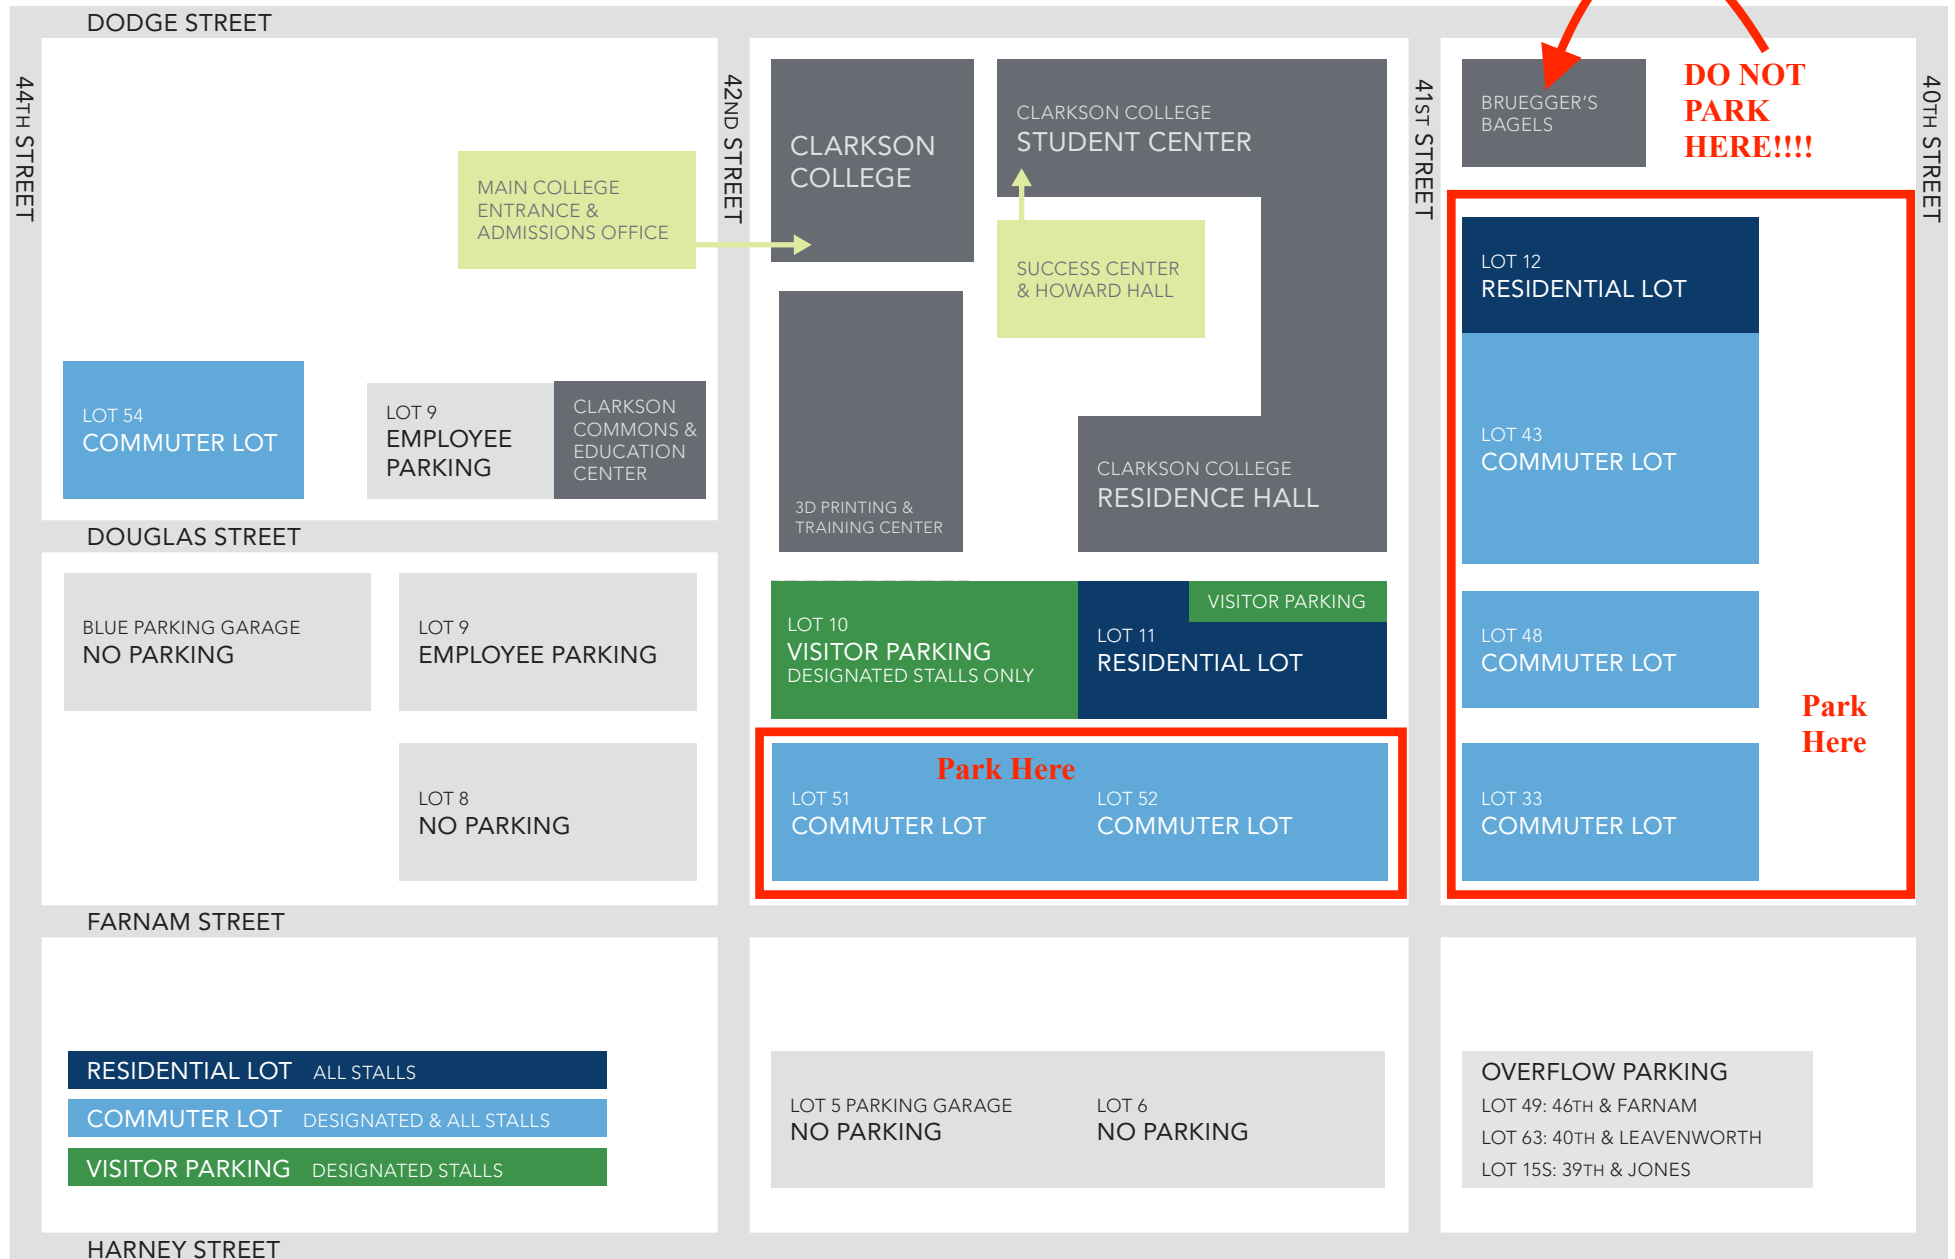 DODGE STREET
44TH STREET
42ND STREET
41ST STREET
40TH STREET
MAIN COLLEGE
ENTRANCE &
ADMISSIONS OFFICE
LOT 54
COMMUTER LOT
LOT 9
EMPLOYEE
PARKING
CLARKSON
COMMONS &
EDUCATION
CENTER
CLARKSON
COLLEGE
CLARKSON COLLEGE
STUDENT CENTER
SUCCESS CENTER
& HOWARD HALL
3D PRINTING &
TRAINING CENTER
CLARKSON COLLEGE
RESIDENCE HALL
BRUEGGER'S
BAGELS
DO NOT
PARK
HERE!!!!
LOT 12
RESIDENTIAL LOT
LOT 43
COMMUTER LOT
LOT 48
COMMUTER LOT
Park
Here
LOT 33
COMMUTER LOT
DOUGLAS STREET
BLUE PARKING GARAGE
NO PARKING
LOT 9
EMPLOYEE PARKING
LOT 8
NO PARKING
LOT 10
VISITOR PARKING
DESIGNATED STALLS ONLY
VISITOR PARKING
LOT 11
RESIDENTIAL LOT
Park Here
LOT 51
COMMUTER LOT
LOT 52
COMMUTER LOT
FARNAM STREET
RESIDENTIAL LOT ALL STALLS
COMMUTER LOT DESIGNATED & ALL STALLS
VISITOR PARKING DESIGNATED STALLS
LOT 5 PARKING GARAGE
NO PARKING
LOT 6
NO PARKING
OVERFLOW PARKING
LOT 49: 46TH & FARNAM
LOT 63: 40TH & LEAVENWORTH
LOT 15S: 39TH & JONES
HARNEY STREET